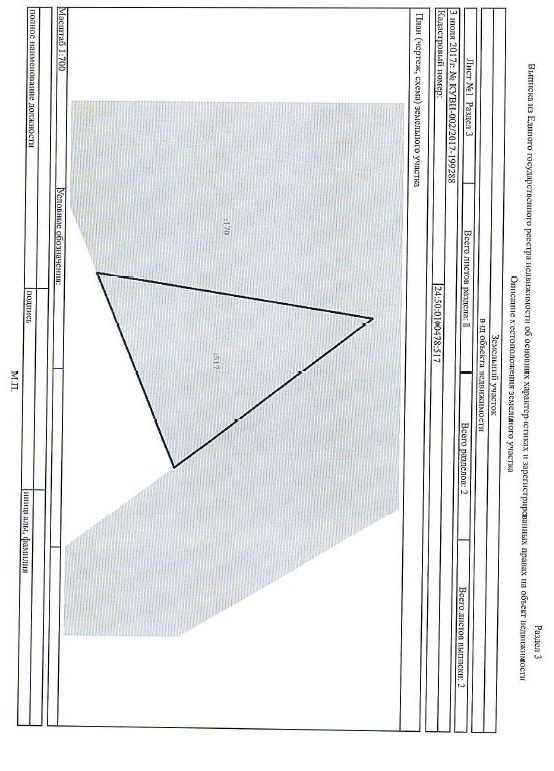 Раздел 3
Выписка из Единого государственного реестра недвижимости об основных характеристиках и зарегистрированных правах на объект недвижимости
Описание местоположения земельного участка
Земельный участок
вид объекта недвижимости
Лист №1 Раздел 3
Всего листов раздела: 1
Всего разделов: 2
Всего листов выписки: 2
3 июля 2017г. № КУВИ-002/2017-199288
Кадастровый номер:
24:50:0100478:517
План (чертеж, схема) земельного участка
:170
:517
Масштаб 1:700
Условные обозначения:
полное наименование должности
подпись
инициалы, фамилия
М.П.